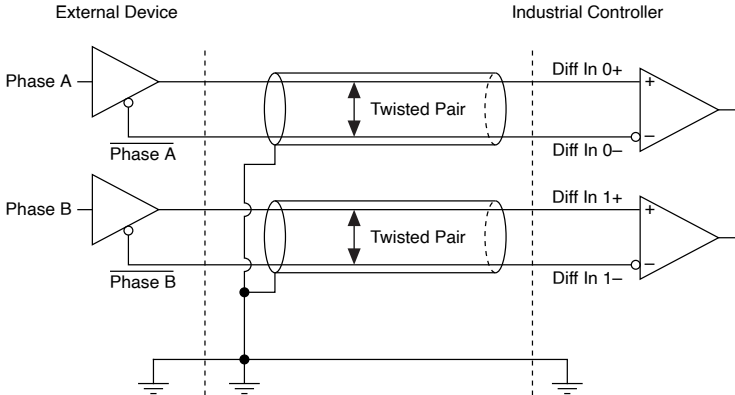 External Device
Industrial Controller
Phase A
Diff In 0+
+
Twisted Pair
–
Phase A
Diff In 0–
Phase B
Diff In 1+
+
Twisted Pair
–
Phase B
Diff In 1–